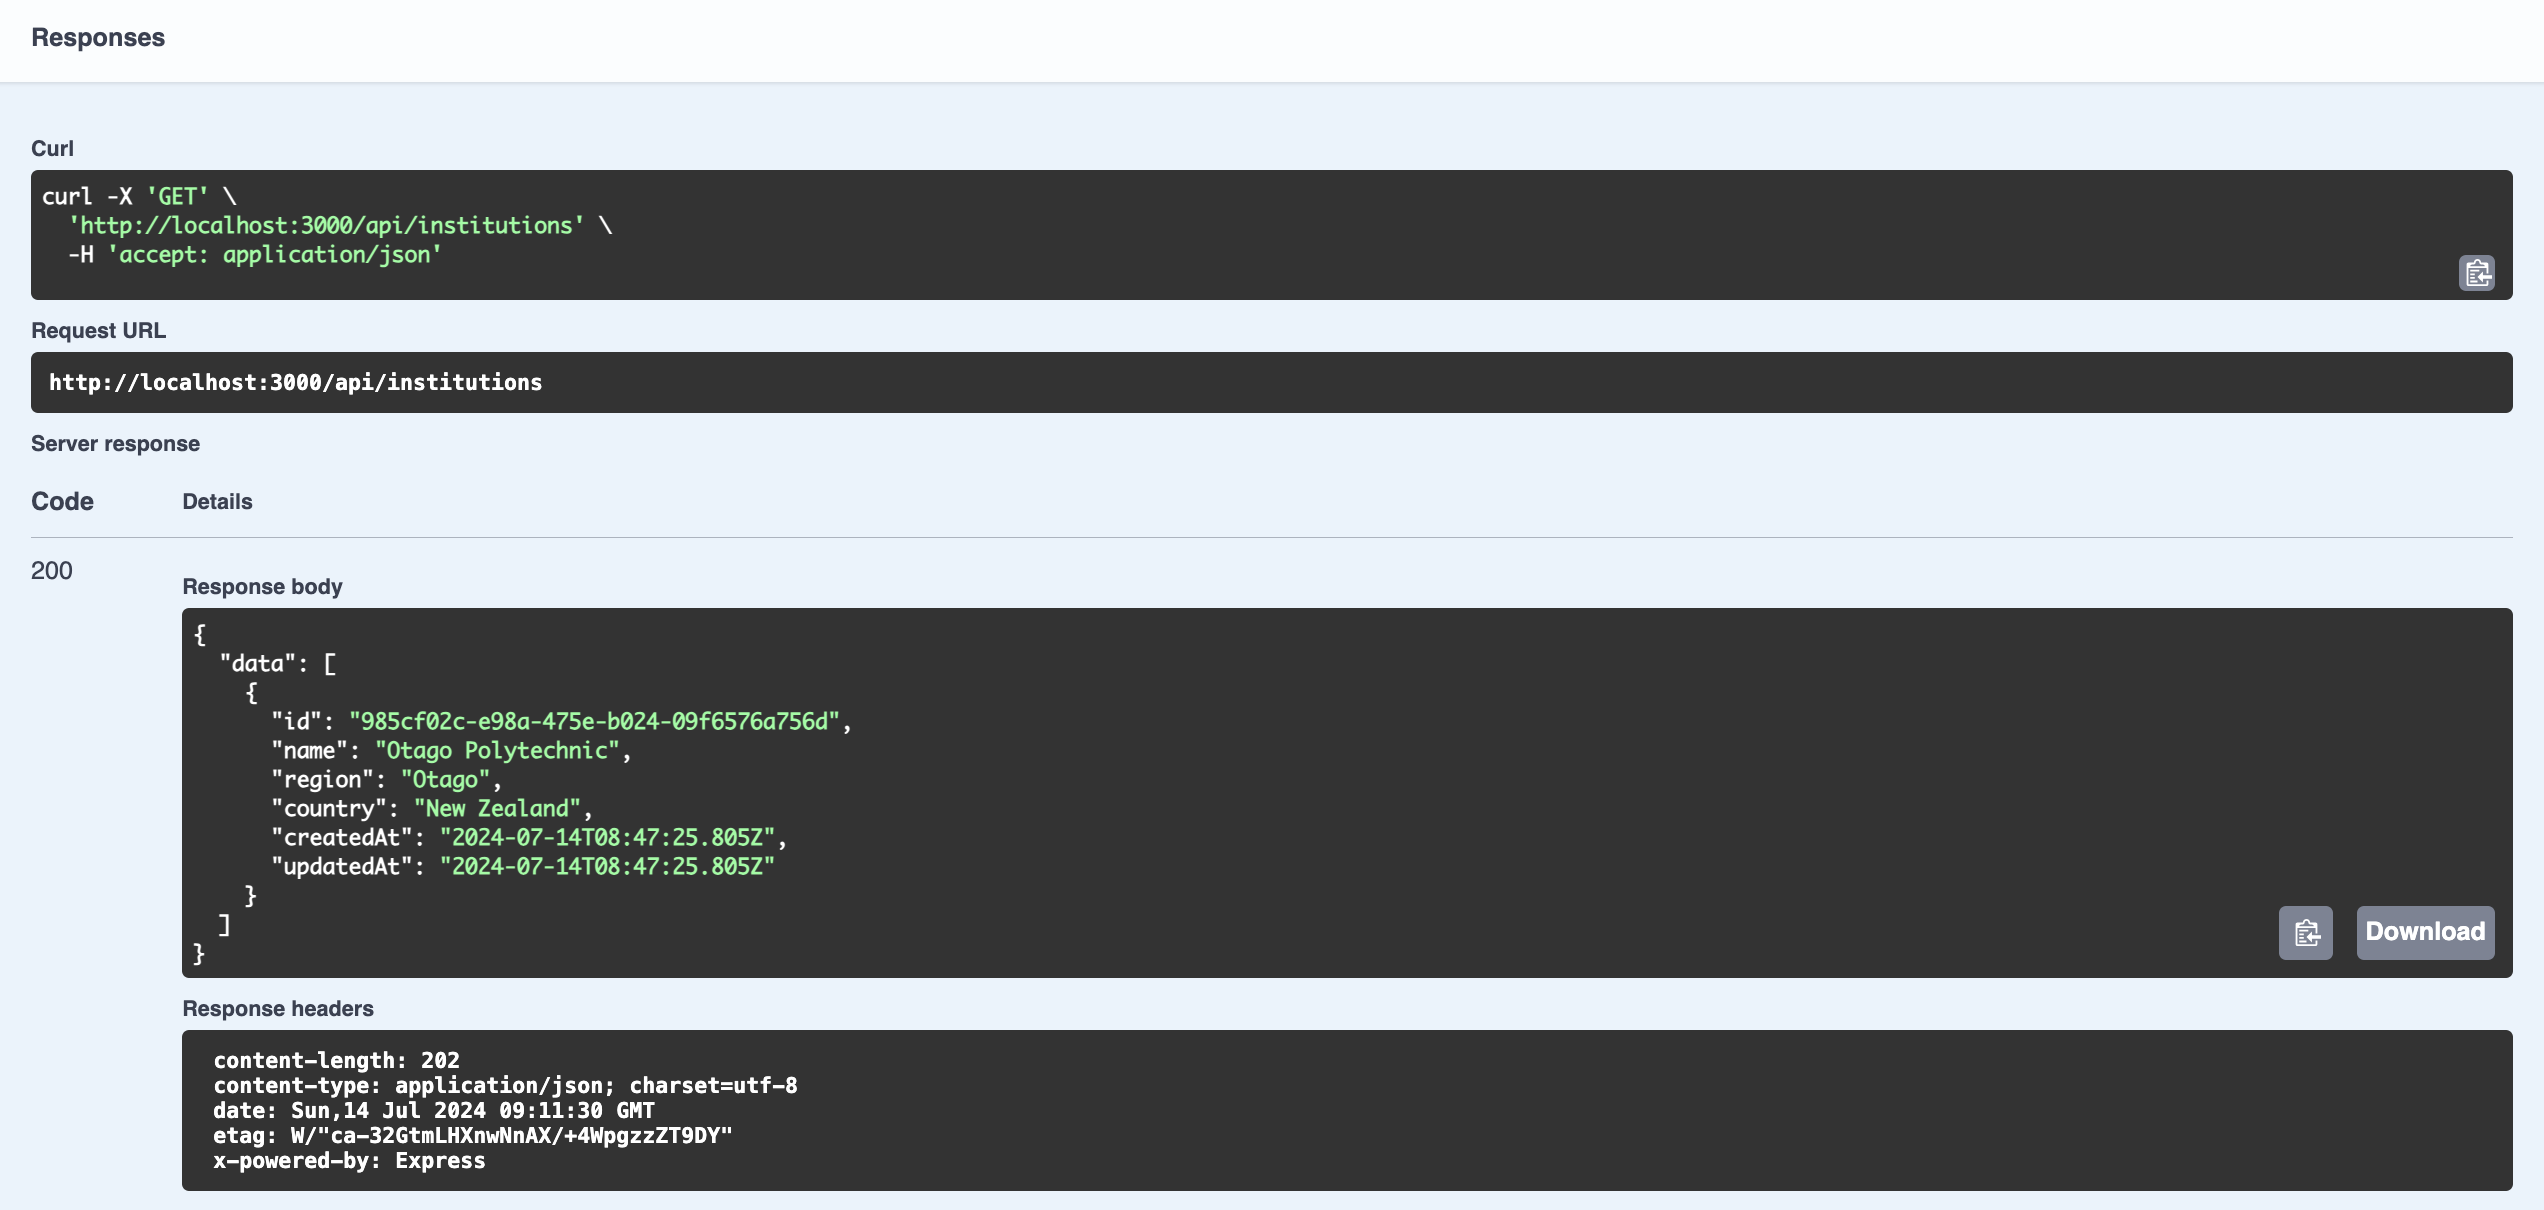 Responses
Curl
curl -X 'GET' \
  'http://localhost:3000/api/institutions' \
  -H 'accept: application/json'
Request URL
http://localhost:3000/api/institutions
Server response
Code Details
200
Response body
{
  "data": [
    {
      "id": "985cf02c-e98a-475e-b024-09f6576a756d",
      "name": "Otago Polytechnic",
      "region": "Otago",
      "country": "New Zealand",
      "createdAt": "2024-07-14T08:47:25.805Z",
      "updatedAt": "2024-07-14T08:47:25.805Z"
    }
  ]
}
Download
Response headers
content-length: 202
content-type: application/json; charset=utf-8
date: Sun,14 Jul 2024 09:11:30 GMT
etag: W/"ca-32GtmLHXnwNnAX/+4WpgzzZT9DY"
x-powered-by: Express